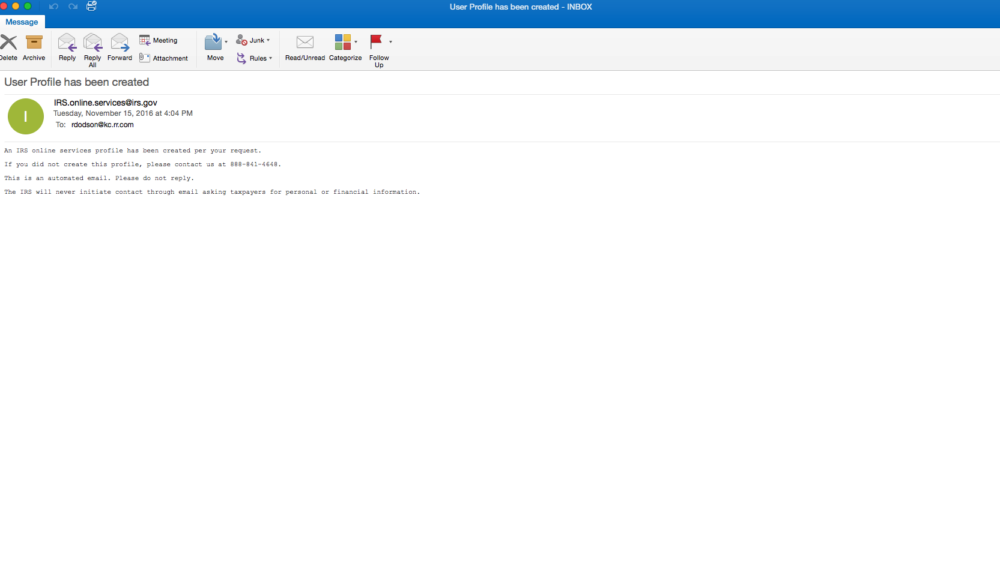 User Profile has been created - INBOX
Message
Delete
Archive
Reply
Reply All
Forward
Meeting
Attachment
Move
Junk
Rules
Read/Unread
Categorize
Follow Up
User Profile has been created
I
IRS.online.services@irs.gov
Tuesday, November 15, 2016 at 4:04 PM
To: rdodson@kc.rr.com
An IRS online services profile has been created per your request.
If you did not create this profile, please contact us at 888-841-4648.
This is an automated email. Please do not reply.
The IRS will never initiate contact through email asking taxpayers for personal or financial information.